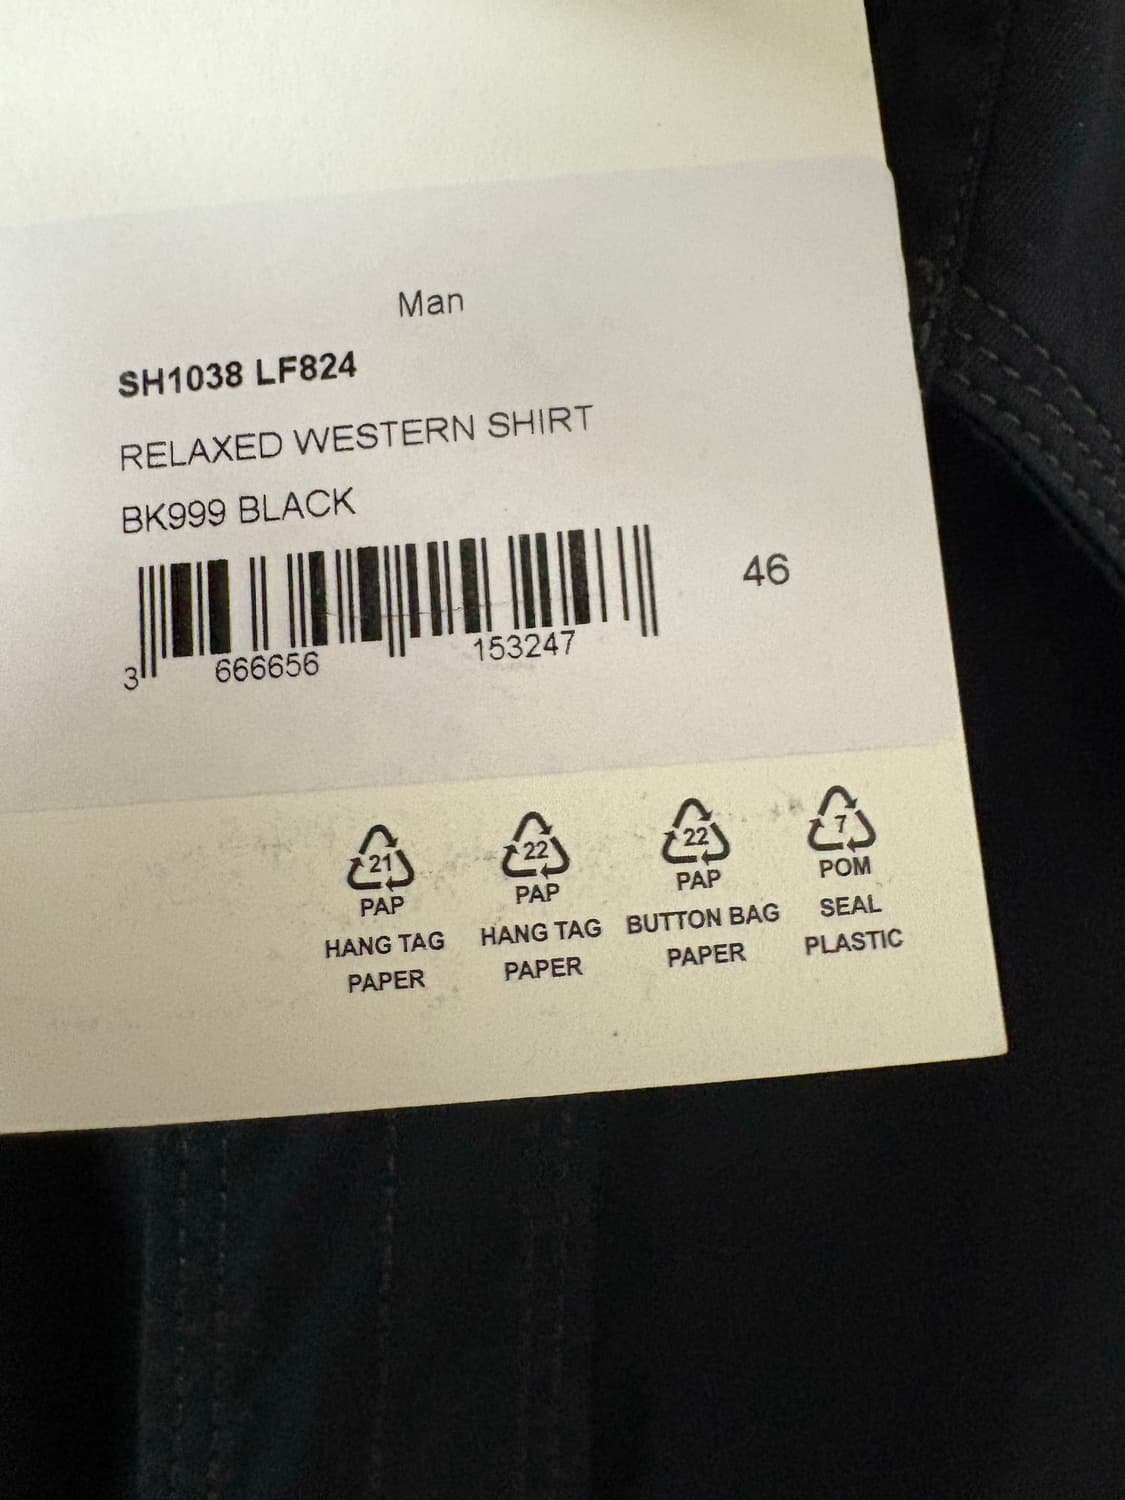 Man
SH1038 LF824
RELAXED WESTERN SHIRT
BK999 BLACK
46
3 666656 153247
21 22 22 7
PAP PAP PAP POM
HANG TAG HANG TAG BUTTON BAG SEAL
PAPER PAPER PAPER PLASTIC